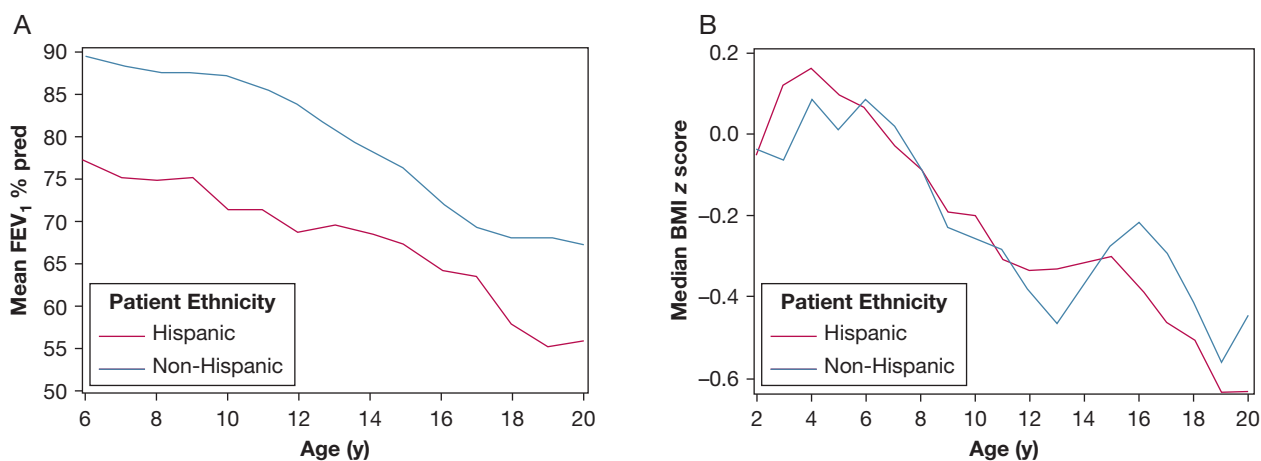 A
Mean FEV1 % pred
90
85
80
75
70
65
60
55
50
Patient Ethnicity
Hispanic
Non-Hispanic
6 8 10 12 14 16 18 20
Age (y)
B
Median BMI z score
0.2
0.0
−0.2
−0.4
−0.6
Patient Ethnicity
Hispanic
Non-Hispanic
2 4 6 8 10 12 14 16 18 20
Age (y)